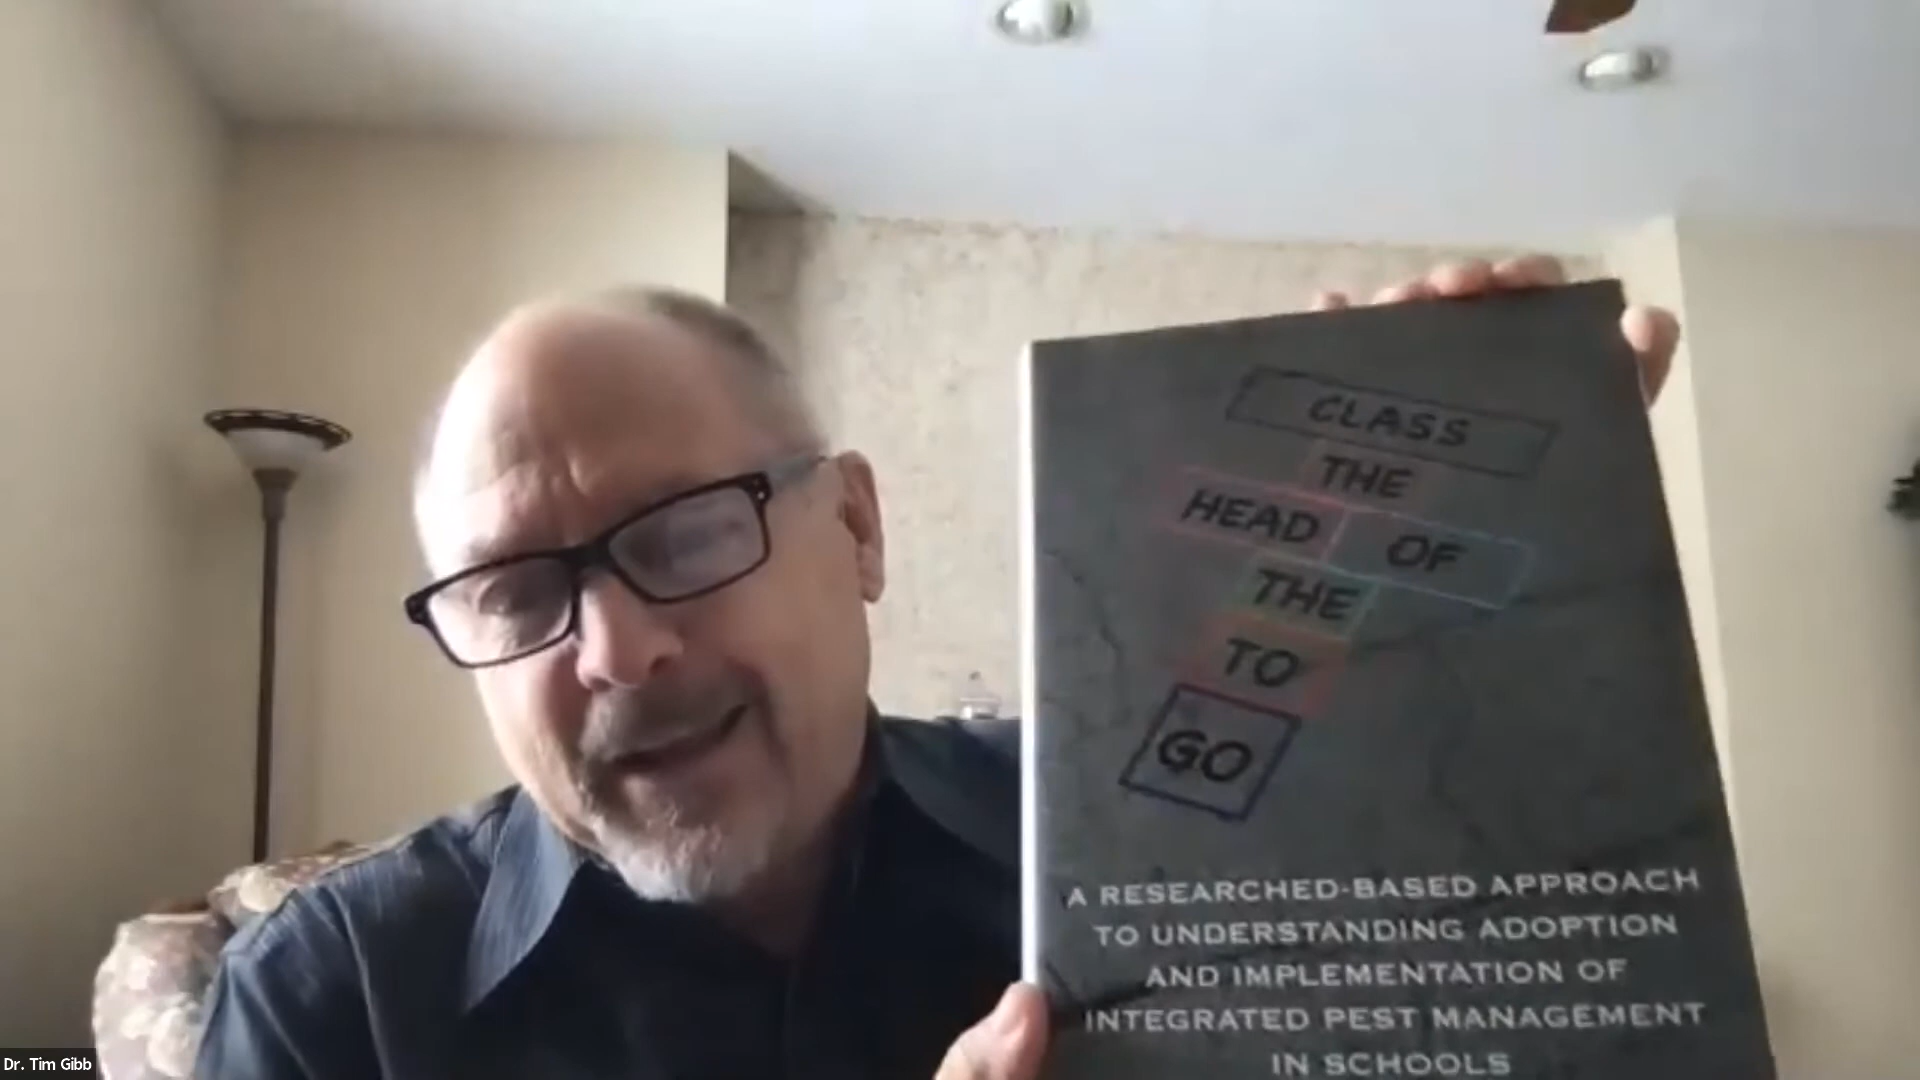 CLASS
THE
HEAD OF
THE
TO
GO
A RESEARCHED-BASED APPROACH
TO UNDERSTANDING ADOPTION
AND IMPLEMENTATION OF
INTEGRATED PEST MANAGEMENT
IN SCHOOLS
Dr. Tim Gibb